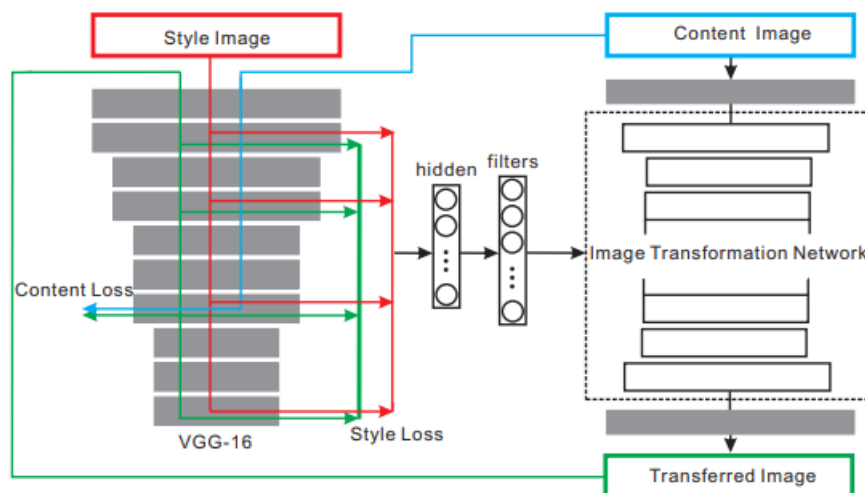 Style Image
Content Image
hidden
filters
Image Transformation Network
Content Loss
VGG-16
Style Loss
Transferred Image